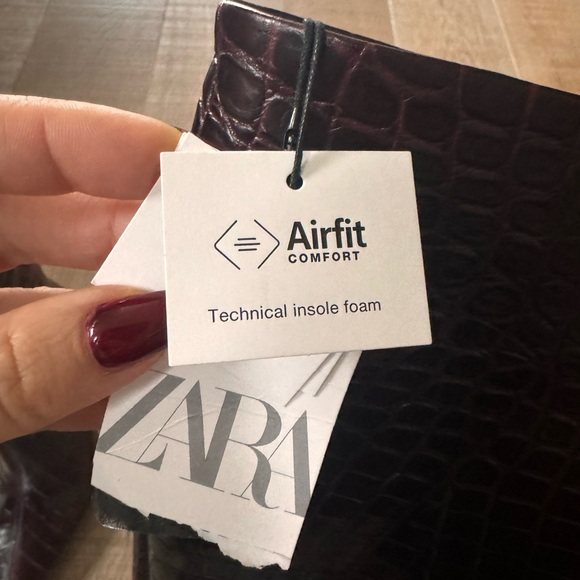 Airfit
COMFORT
Technical insole foam
ZARA